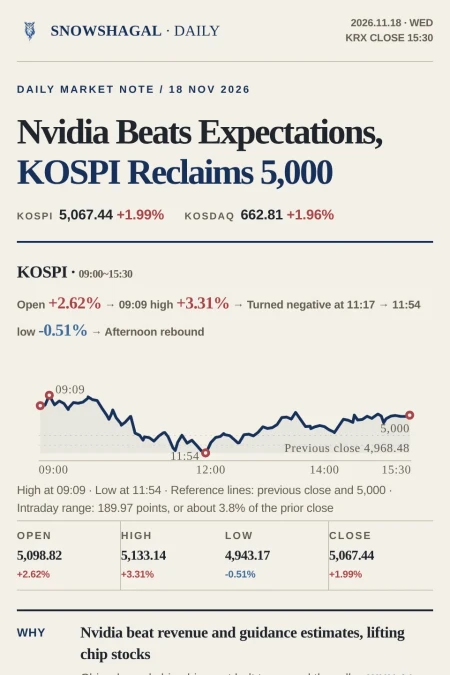 SNOWSHAGAL · DAILY
2026.11.18 · WED
KRX CLOSE 15:30
DAILY MARKET NOTE / 18 NOV 2026
Nvidia Beats Expectations,
KOSPI Reclaims 5,000
KOSPI 5,067.44 +1.99% KOSDAQ 662.81 +1.96%
KOSPI · 09:00~15:30
Open +2.62% → 09:09 high +3.31% → Turned negative at 11:17 → 11:54
low -0.51% → Afternoon rebound
09:09
5,000
11:54
Previous close 4,968.48
09:00 12:00 14:00 15:30
High at 09:09 · Low at 11:54 · Reference lines: previous close and 5,000 ·
Intraday range: 189.97 points, or about 3.8% of the prior close
OPEN HIGH LOW CLOSE
5,098.82 5,133.14 4,943.17 5,067.44
+2.62% +3.31% -0.51% +1.99%
WHY Nvidia beat revenue and guidance estimates, lifting
chip stocks